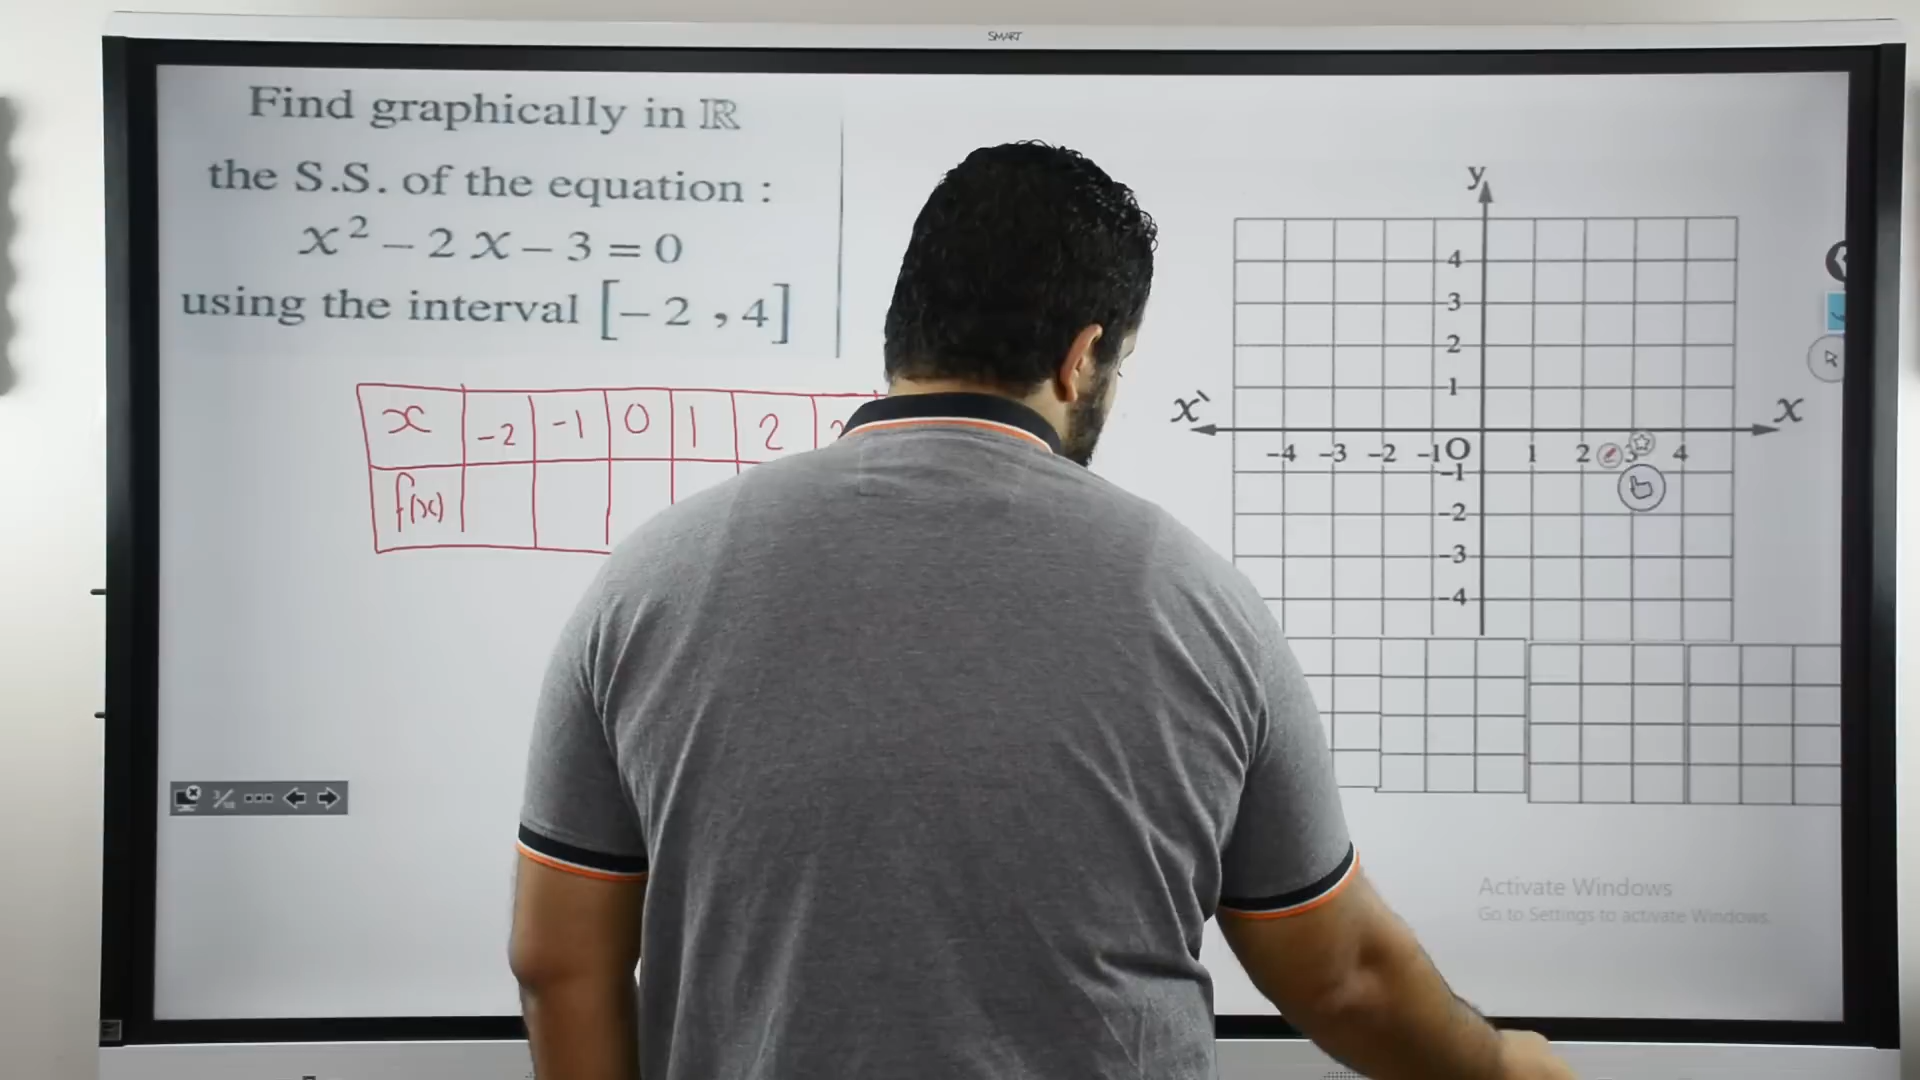 SMART
Find graphically in ℝ
the S.S. of the equation :
x² – 2 x – 3 = 0
using the interval [– 2 , 4]
x -2 -1 0 1 2
f(x)
y
4
3
2
1
x` x
-4 -3 -2 -1 O 1 2 3 4
-1
-2
-3
-4
Activate Windows
Go to Settings to activate Windows.